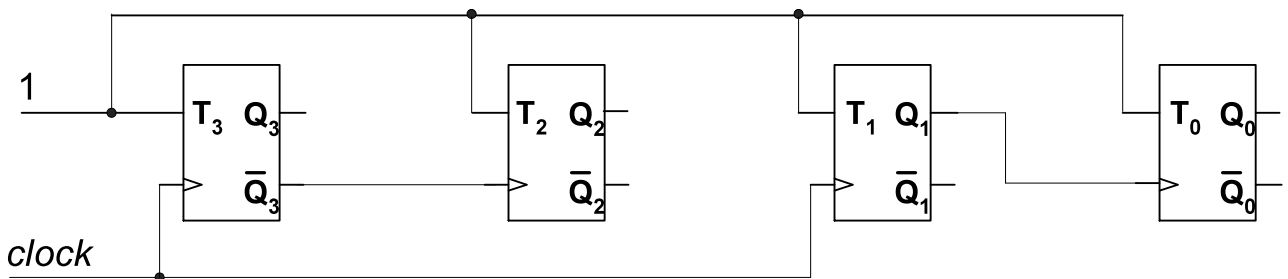 1
T₃ Q₃
T₂ Q₂
T₁ Q₁
T₀ Q₀
Q̅₃
Q̅₂
Q̅₁
Q̅₀
clock